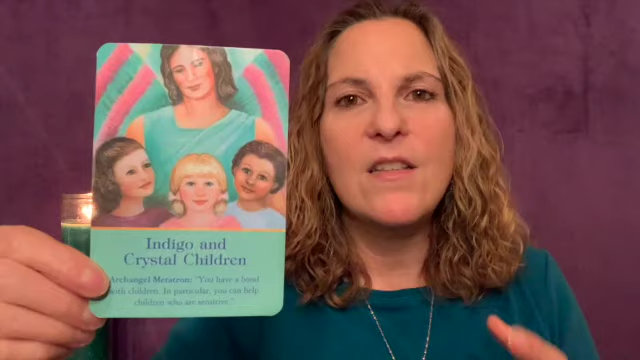 Indigo and
Crystal Children
Archangel Metatron: "You have a bond
with children. In particular, you can help
children who are sensitive."